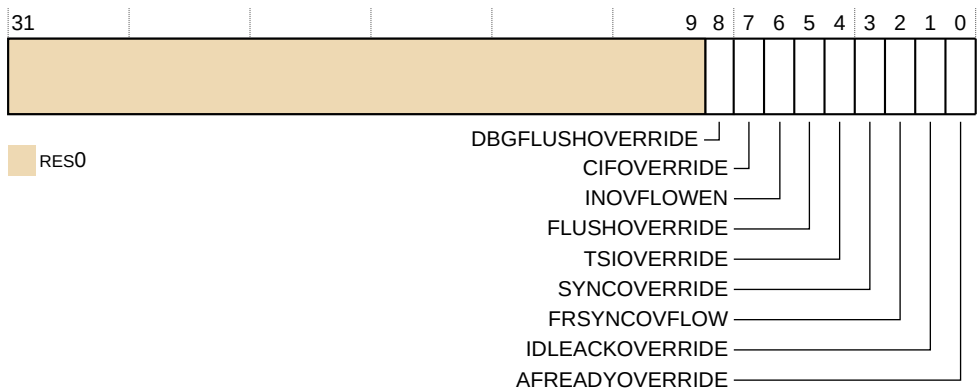 31 9 8 7 6 5 4 3 2 1 0
DBGFLUSHOVERRIDE
RES0
CIFOVERRIDE
INOVFLOWEN
FLUSHOVERRIDE
TSIOVERRIDE
SYNCOVERRIDE
FRSYNCOVFLOW
IDLEACKOVERRIDE
AFREADYOVERRIDE